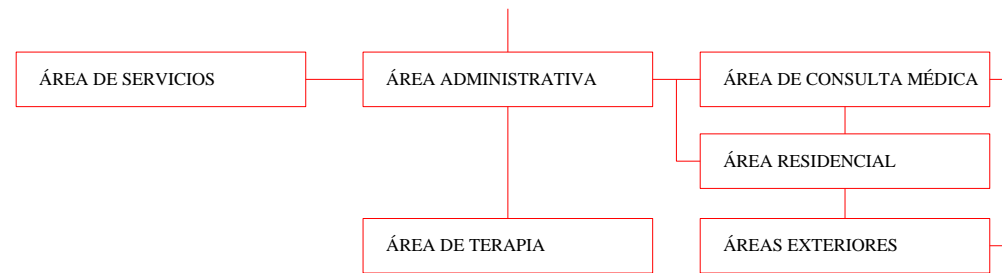 ÁREA DE SERVICIOS
ÁREA ADMINISTRATIVA
ÁREA DE CONSULTA MÉDICA
ÁREA RESIDENCIAL
ÁREA DE TERAPIA
ÁREAS EXTERIORES